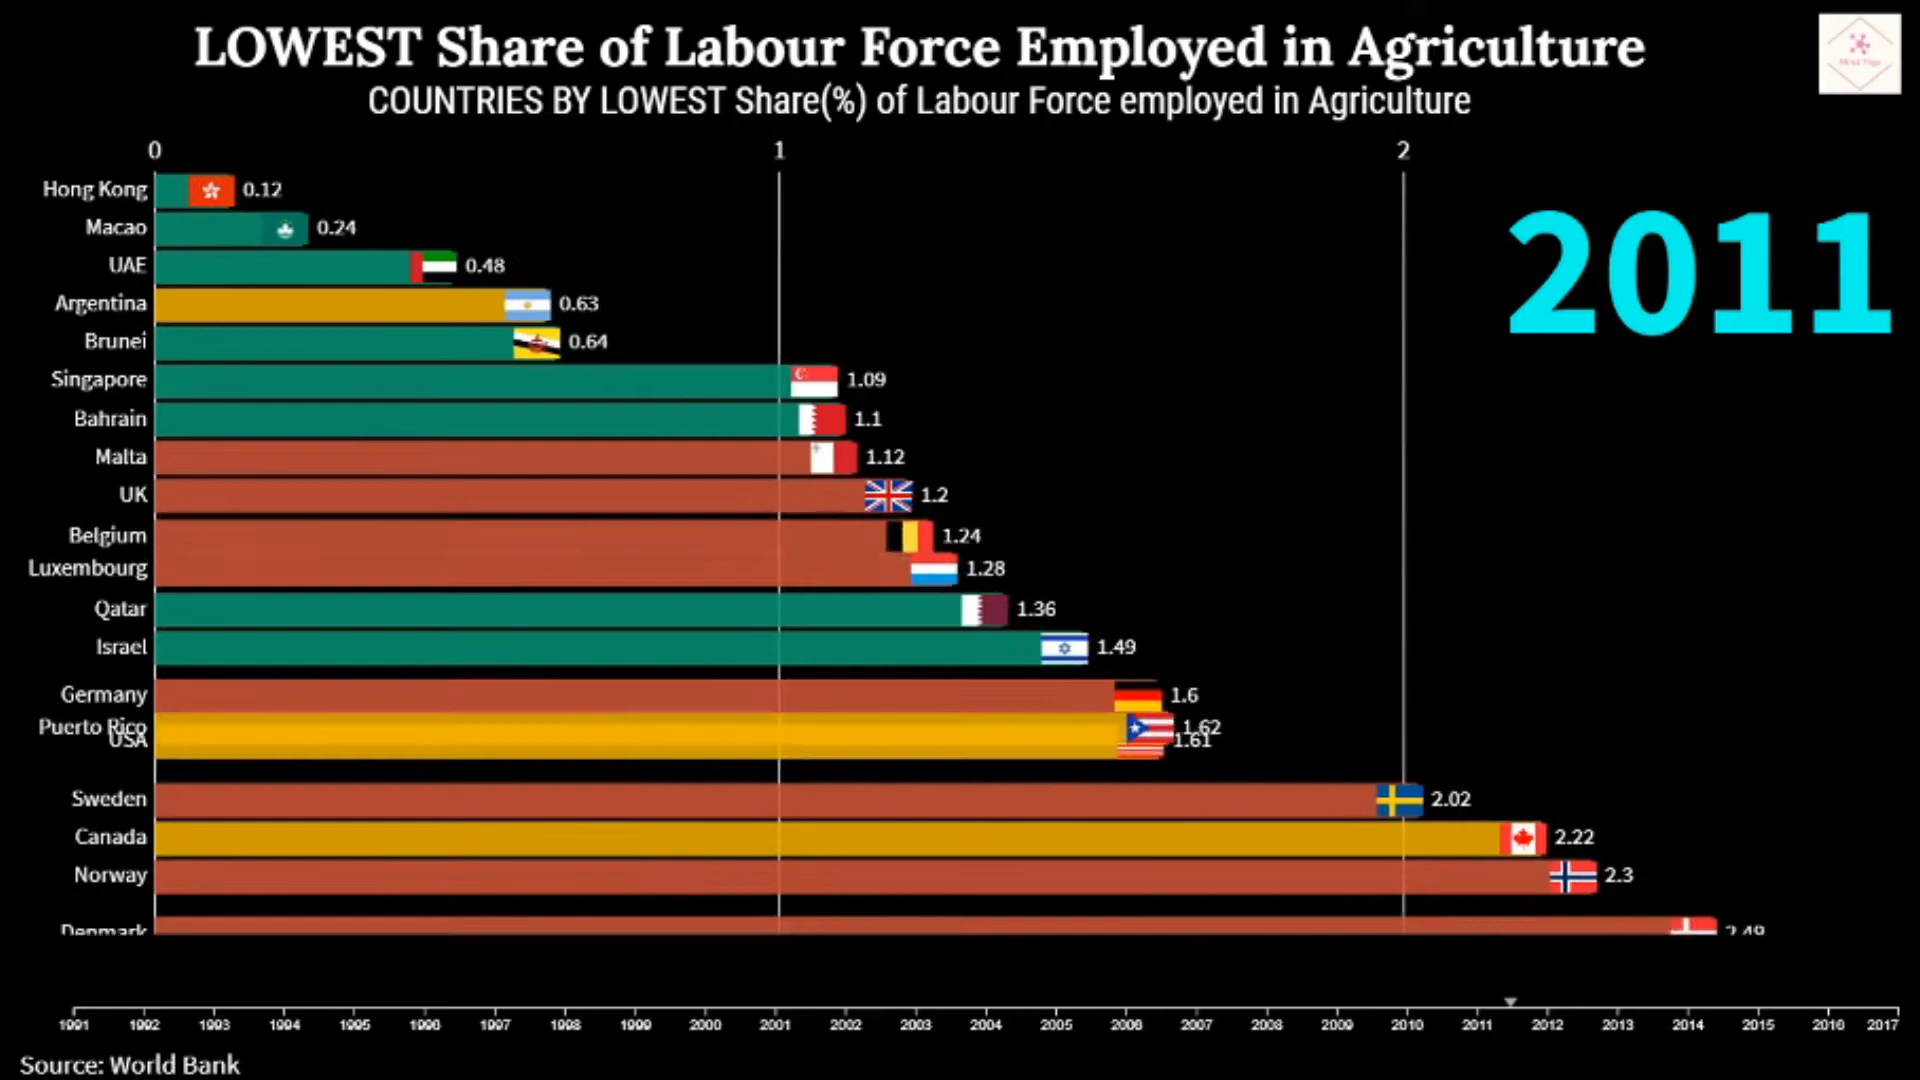 LOWEST Share of Labour Force Employed in Agriculture
COUNTRIES BY LOWEST Share(%) of Labour Force employed in Agriculture
0 1 2
2011
Hong Kong 0.12
Macao 0.24
UAE 0.48
Argentina 0.63
Brunei 0.64
Singapore 1.09
Bahrain 1.1
Malta 1.12
UK 1.2
Belgium 1.24
Luxembourg 1.28
Qatar 1.36
Israel 1.49
Germany 1.6
Puerto Rico 1.62
USA 1.61
Sweden 2.02
Canada 2.22
Norway 2.3
Denmark 2.49
1991 1992 1993 1994 1995 1996 1997 1998 1999 2000 2001 2002 2003 2004 2005 2006 2007 2008 2009 2010 2011 2012 2013 2014 2015 2016 2017
Source: World Bank